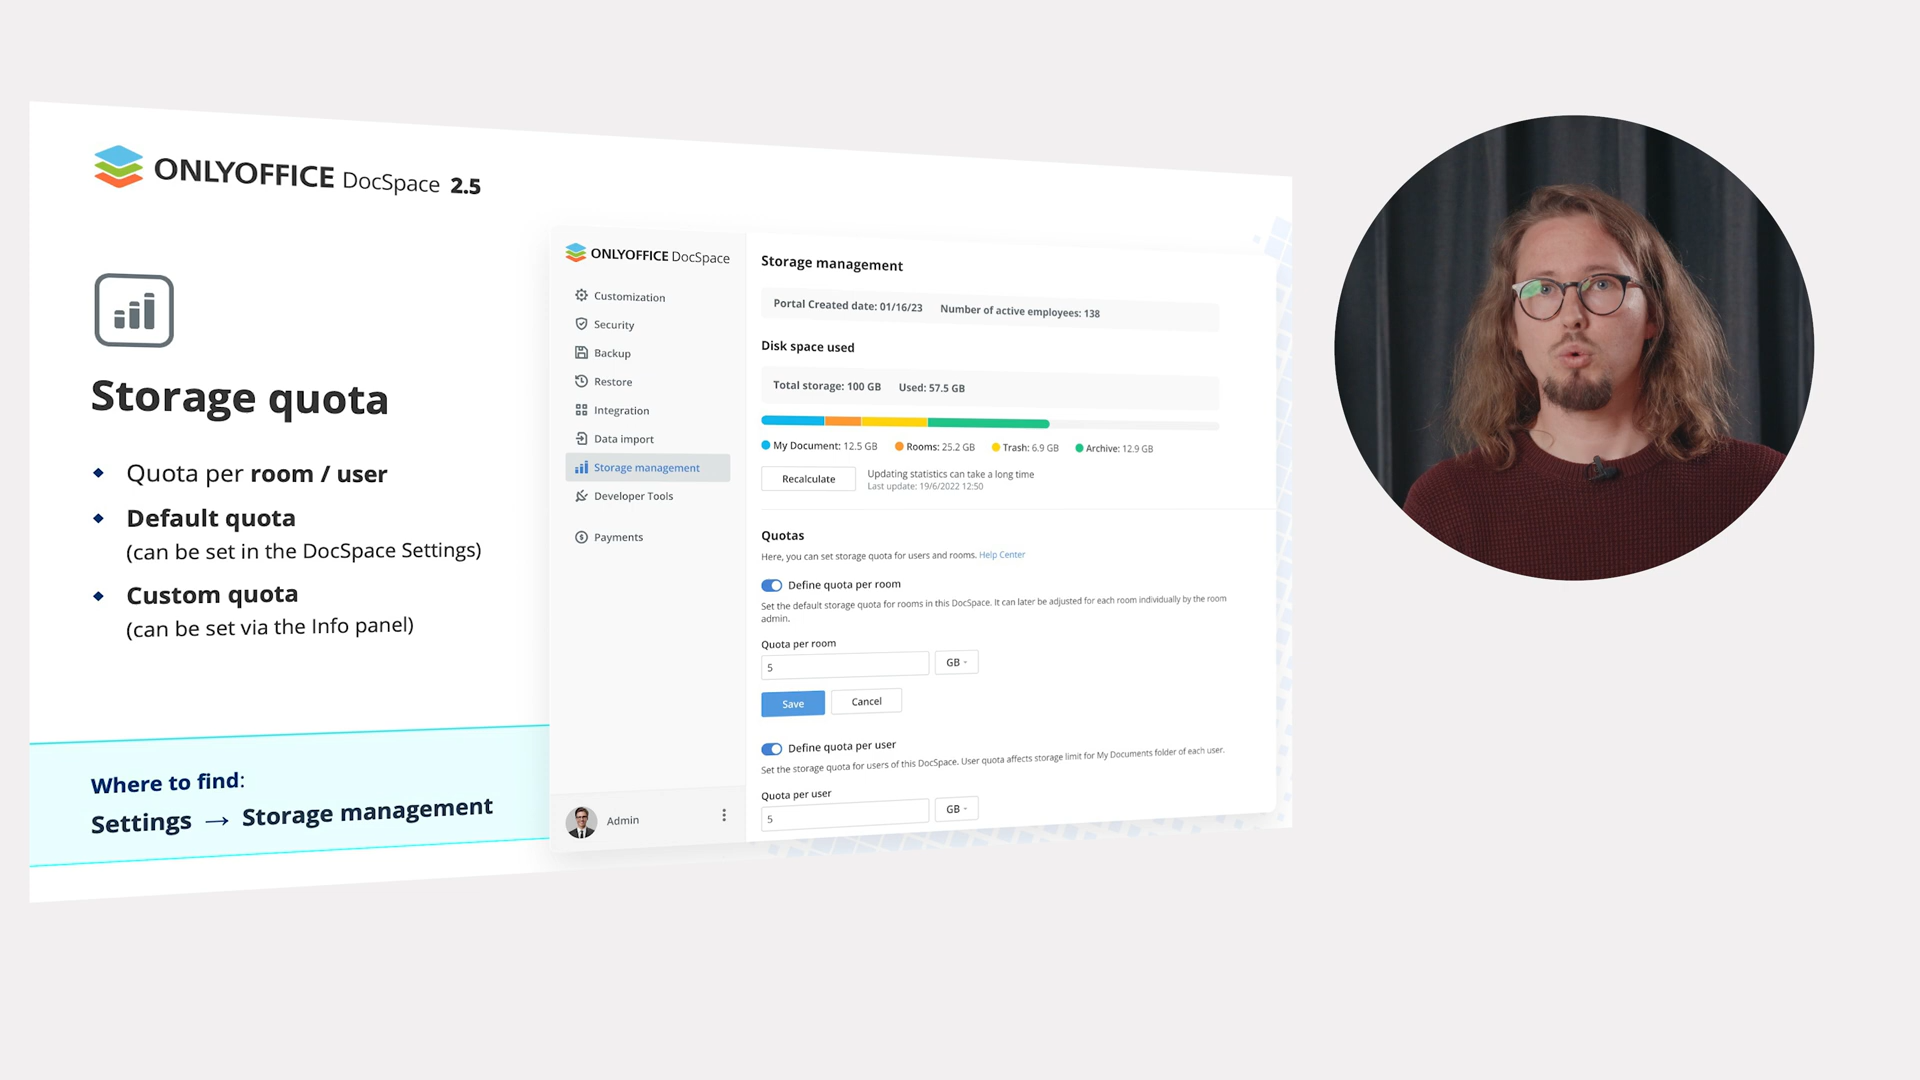 ONLYOFFICE DocSpace 2.5
Storage quota
Quota per room / user
Default quota
(can be set in the DocSpace Settings)
Custom quota
(can be set via the Info panel)
Where to find:
Settings → Storage management
ONLYOFFICE DocSpace
Customization
Security
Backup
Restore
Integration
Data import
Storage management
Developer Tools
Payments
Admin
Storage management
Portal Created date: 01/16/23 Number of active employees: 138
Disk space used
Total storage: 100 GB Used: 57.5 GB
My Document: 12.5 GB Rooms: 25.2 GB Trash: 6.9 GB Archive: 12.9 GB
Recalculate
Updating statistics can take a long time
Last update: 19/6/2022 12:50
Quotas
Here, you can set storage quota for users and rooms. Help Center
Define quota per room
Set the default storage quota for rooms in this DocSpace. It can later be adjusted for each room individually by the room
admin.
Quota per room
5 GB
Save Cancel
Define quota per user
Set the storage quota for users of this DocSpace. User quota affects storage limit for My Documents folder of each user.
Quota per user
5 GB